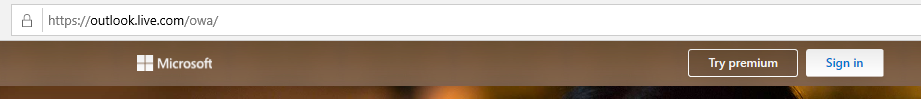 https://outlook.live.com/owa/
Microsoft Try premium Sign in